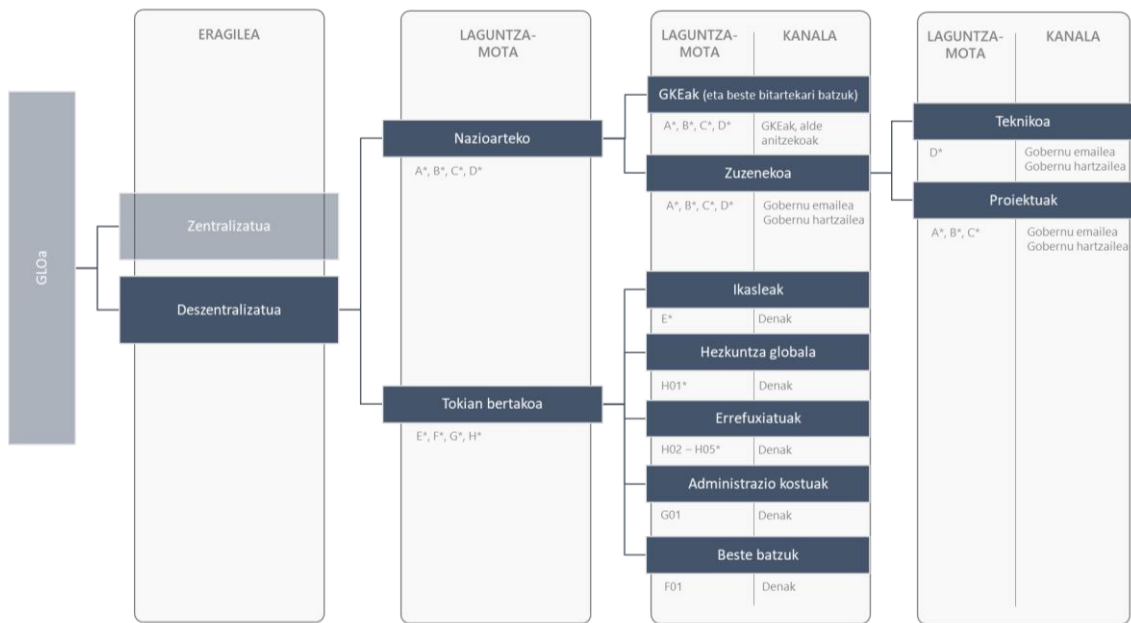 ERAGILEA
LAGUNTZA-
MOTA
LAGUNTZA-
MOTA
KANALA
LAGUNTZA-
MOTA
KANALA
GLOa
Zentralizatua
Deszentralizatua
Nazioarteko
A*, B*, C*, D*
Tokian bertakoa
E*, F*, G*, H*
GKEak (eta beste bitartekari batzuk)
A*, B*, C*, D*
GKEak, alde
anitzekoak
Zuzenekoa
A*, B*, C*, D*
Gobernu emailea
Gobernu hartzailea
Ikasleak
E*
Denak
Hezkuntza globala
H01*
Denak
Errefuxiatuak
H02 – H05*
Denak
Administrazio kostuak
G01
Denak
Beste batzuk
F01
Denak
Teknikoa
D*
Gobernu emailea
Gobernu hartzailea
Proiektuak
A*, B*, C*
Gobernu emailea
Gobernu hartzailea